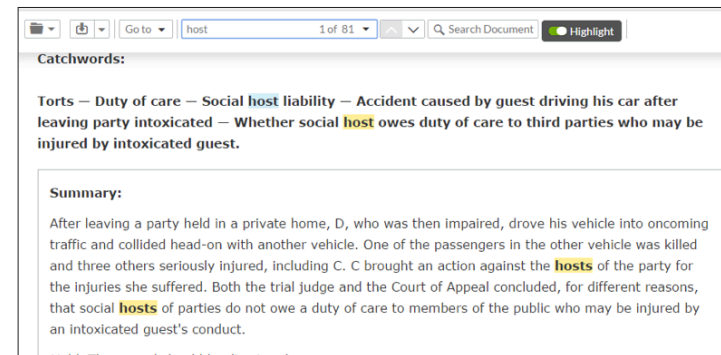 Go to host 1 of 81 Search Document Highlight
Catchwords:
Torts — Duty of care — Social host liability — Accident caused by guest driving his car after
leaving party intoxicated — Whether social host owes duty of care to third parties who may be
injured by intoxicated guest.
Summary:
After leaving a party held in a private home, D, who was then impaired, drove his vehicle into oncoming
traffic and collided head-on with another vehicle. One of the passengers in the other vehicle was killed
and three others seriously injured, including C. C brought an action against the hosts of the party for
the injuries she suffered. Both the trial judge and the Court of Appeal concluded, for different reasons,
that social hosts of parties do not owe a duty of care to members of the public who may be injured by
an intoxicated guest's conduct.